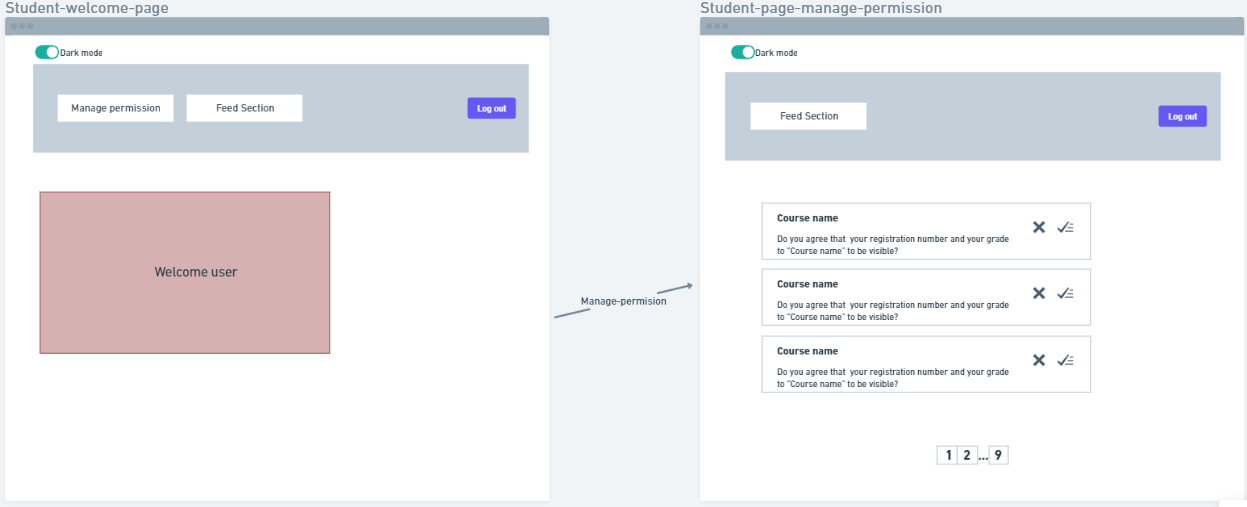 Student-welcome-page
Dark mode
Manage permission
Feed Section
Log out
Welcome user
Manage-permision
Student-page-manage-permission
Dark mode
Feed Section
Log out
Course name
Do you agree that your registration number and your grade
to "Course name" to be visible?
Course name
Do you agree that your registration number and your grade
to "Course name" to be visible?
Course name
Do you agree that your registration number and your grade
to "Course name" to be visible?
1 2 ... 9